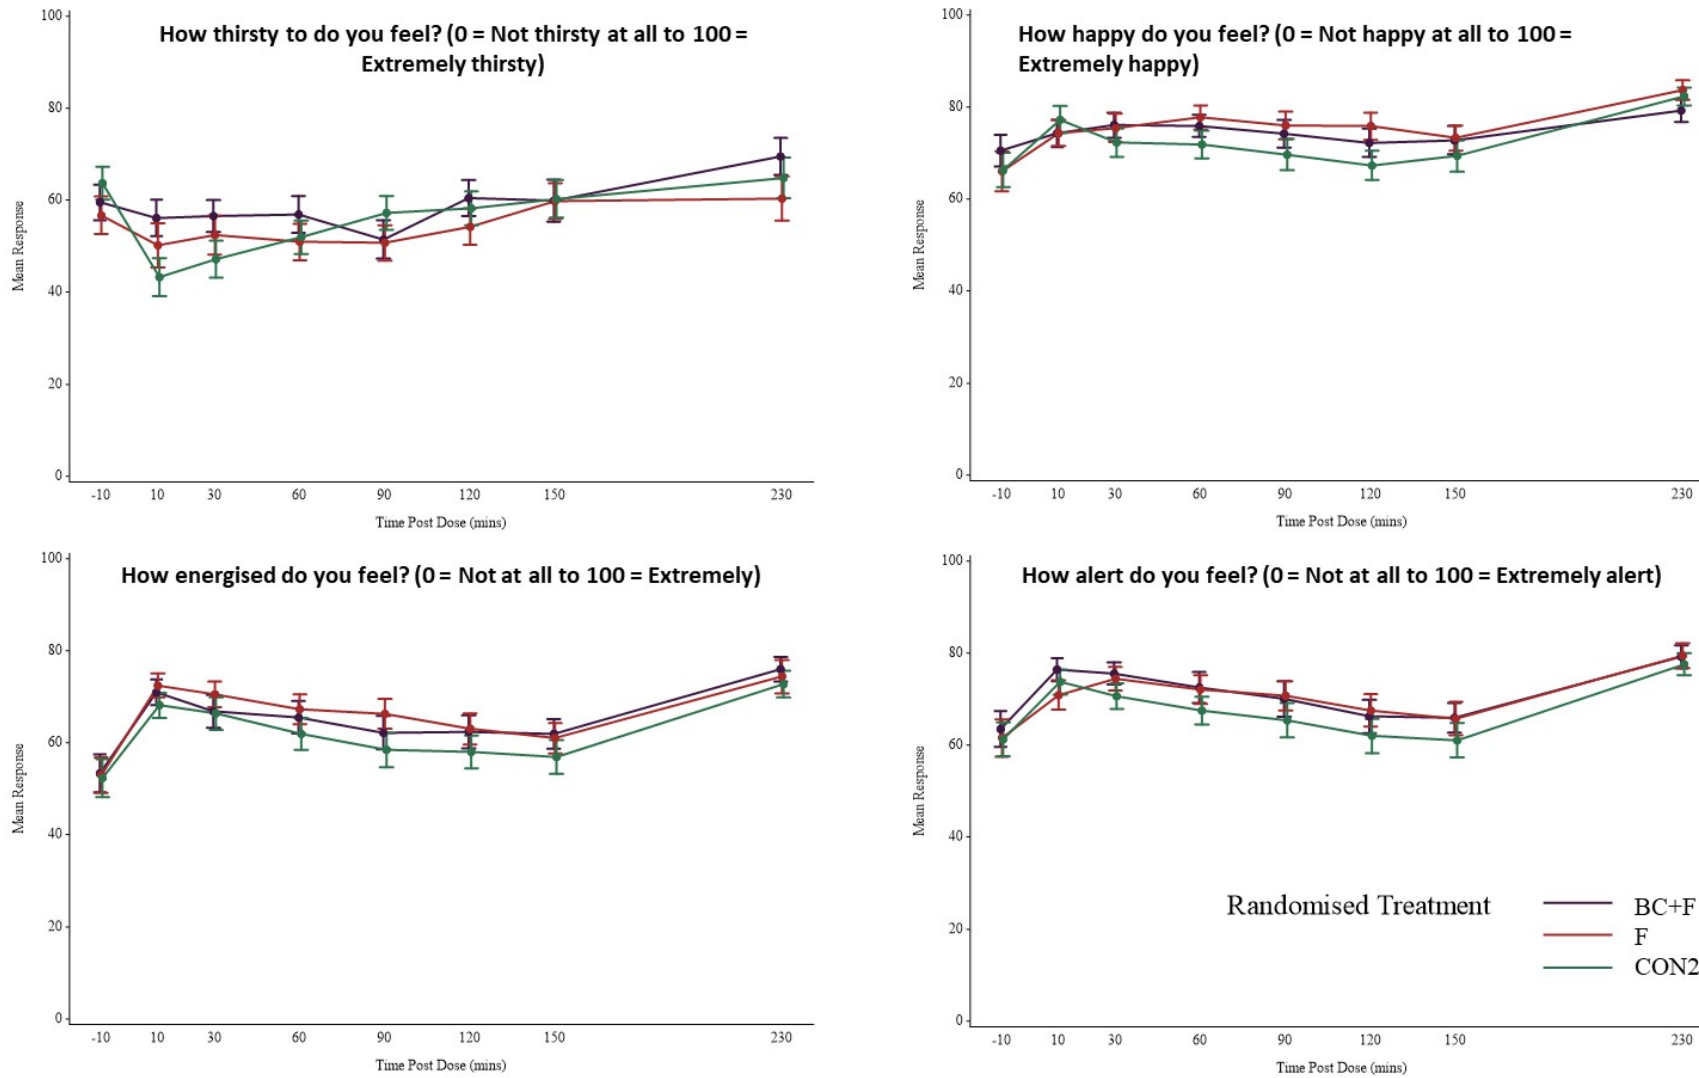 How thirsty to do you feel? (0 = Not thirsty at all to 100 =
Extremely thirsty)
100
80
60
40
20
0
Mean Response
-10 10 30 60 90 120 150 230
Time Post Dose (mins)
How happy do you feel? (0 = Not happy at all to 100 =
Extremely happy)
100
80
60
40
20
0
Mean Response
-10 10 30 60 90 120 150 230
Time Post Dose (mins)
How energised do you feel? (0 = Not at all to 100 = Extremely)
100
80
60
40
20
0
Mean Response
-10 10 30 60 90 120 150 230
Time Post Dose (mins)
How alert do you feel? (0 = Not at all to 100 = Extremely alert)
100
80
60
40
20
0
Mean Response
-10 10 30 60 90 120 150 230
Time Post Dose (mins)
Randomised Treatment
BC+F
F
CON2